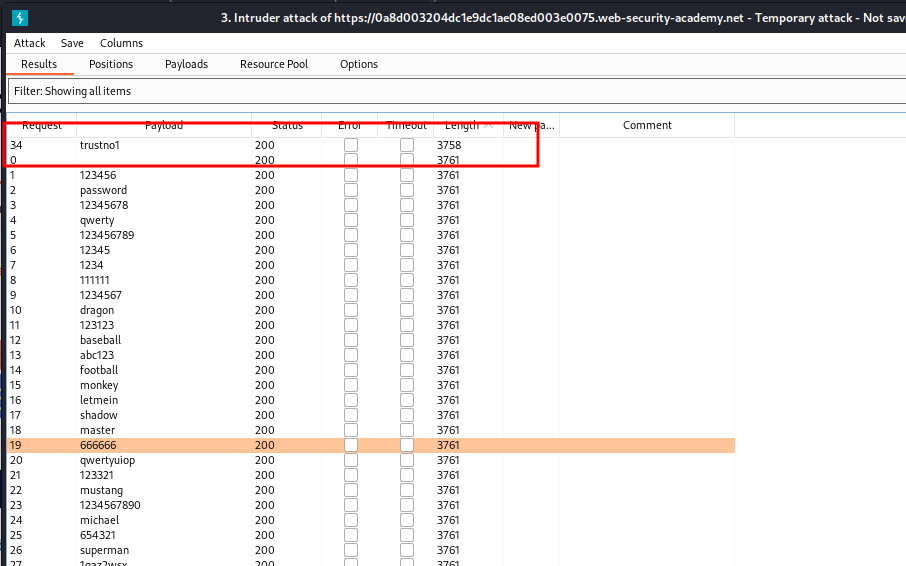 3. Intruder attack of https://0a8d003204dc1e9dc1ae08ed003e0075.web-security-academy.net - Temporary attack - Not sav
Attack Save Columns
Results Positions Payloads Resource Pool Options
Filter: Showing all items
Request Payload Status Error Timeout Length New pa... Comment
34 trustno1 200 3758
0 200 3761
1 123456 200 3761
2 password 200 3761
3 12345678 200 3761
4 qwerty 200 3761
5 123456789 200 3761
6 12345 200 3761
7 1234 200 3761
8 111111 200 3761
9 1234567 200 3761
10 dragon 200 3761
11 123123 200 3761
12 baseball 200 3761
13 abc123 200 3761
14 football 200 3761
15 monkey 200 3761
16 letmein 200 3761
17 shadow 200 3761
18 master 200 3761
19 666666 200 3761
20 qwertyuiop 200 3761
21 123321 200 3761
22 mustang 200 3761
23 1234567890 200 3761
24 michael 200 3761
25 654321 200 3761
26 superman 200 3761
27 1qaz2wsx 200 3761